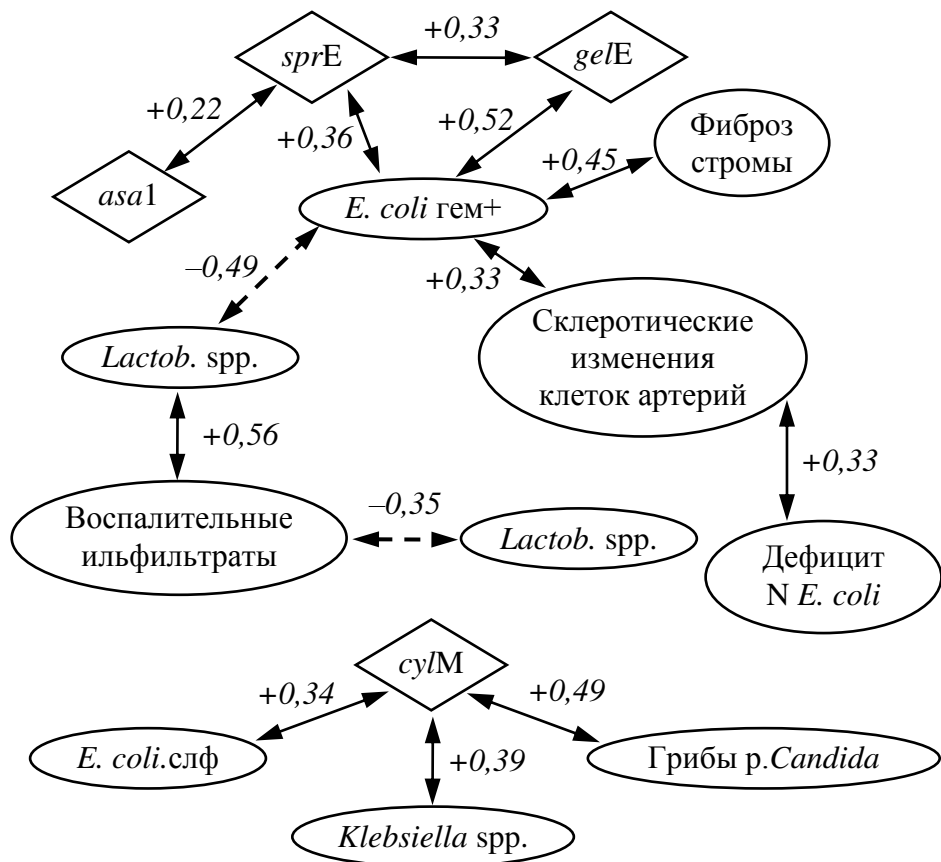 +0,33
sprE
gelE
+0,22
+0,36
+0,52
+0,45
Фиброз
стромы
asa1
E. coli гем+
–0,49
+0,33
Склеротические
изменения
клеток артерий
Lactob. spp.
+0,56
+0,33
Воспалительные
ильфильтраты
–0,35
Lactob. spp.
Дефицит
N E. coli
cylM
+0,34
+0,49
E. coli.слф
+0,39
Грибы р.Candida
Klebsiella spp.